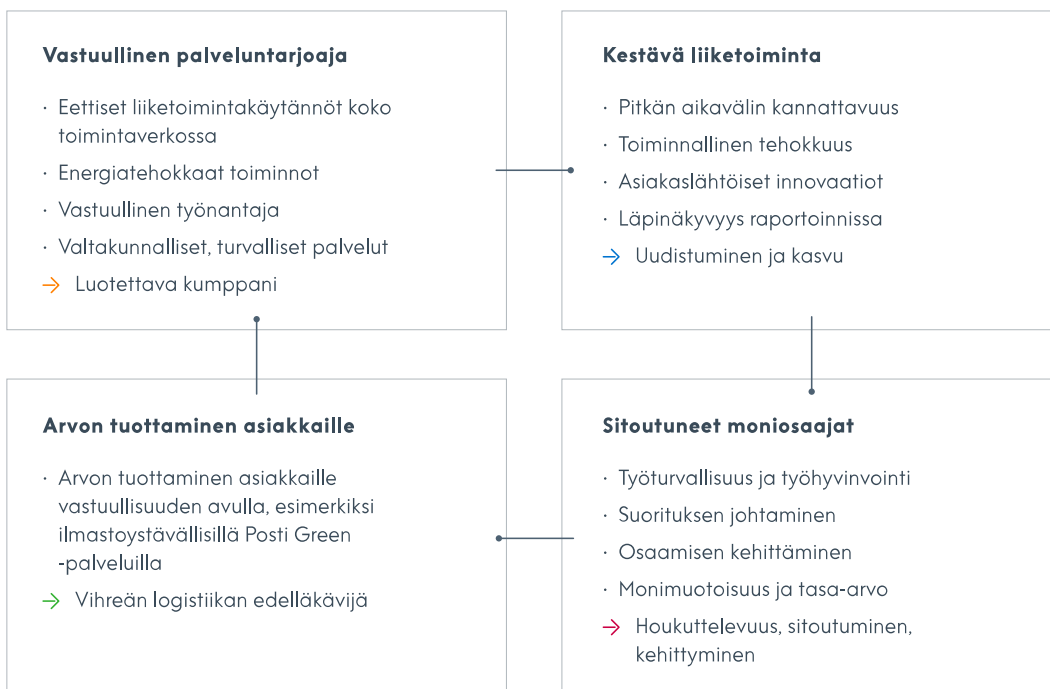 Vastuullinen palveluntarjoaja
· Eettiset liiketoimintakäytännöt koko
toimintaverkossa
· Energiatehokkaat toiminnot
· Vastuullinen työnantaja
· Valtakunnalliset, turvalliset palvelut
→ Luotettava kumppani
Kestävä liiketoiminta
· Pitkän aikavälin kannattavuus
· Toiminnallinen tehokkuus
· Asiakaslähtöiset innovaatiot
· Läpinäkyvyys raportoinnissa
→ Uudistuminen ja kasvu
Arvon tuottaminen asiakkaille
· Arvon tuottaminen asiakkaille
vastuullisuuden avulla, esimerkiksi
ilmastoystävällisillä Posti Green
-palveluilla
→ Vihreän logistiikan edelläkävijä
Sitoutuneet moniosaajat
· Työturvallisuus ja työhyvinvointi
· Suorituksen johtaminen
· Osaamisen kehittäminen
· Monimuotoisuus ja tasa-arvo
→ Houkuttelevuus, sitoutuminen,
kehittyminen